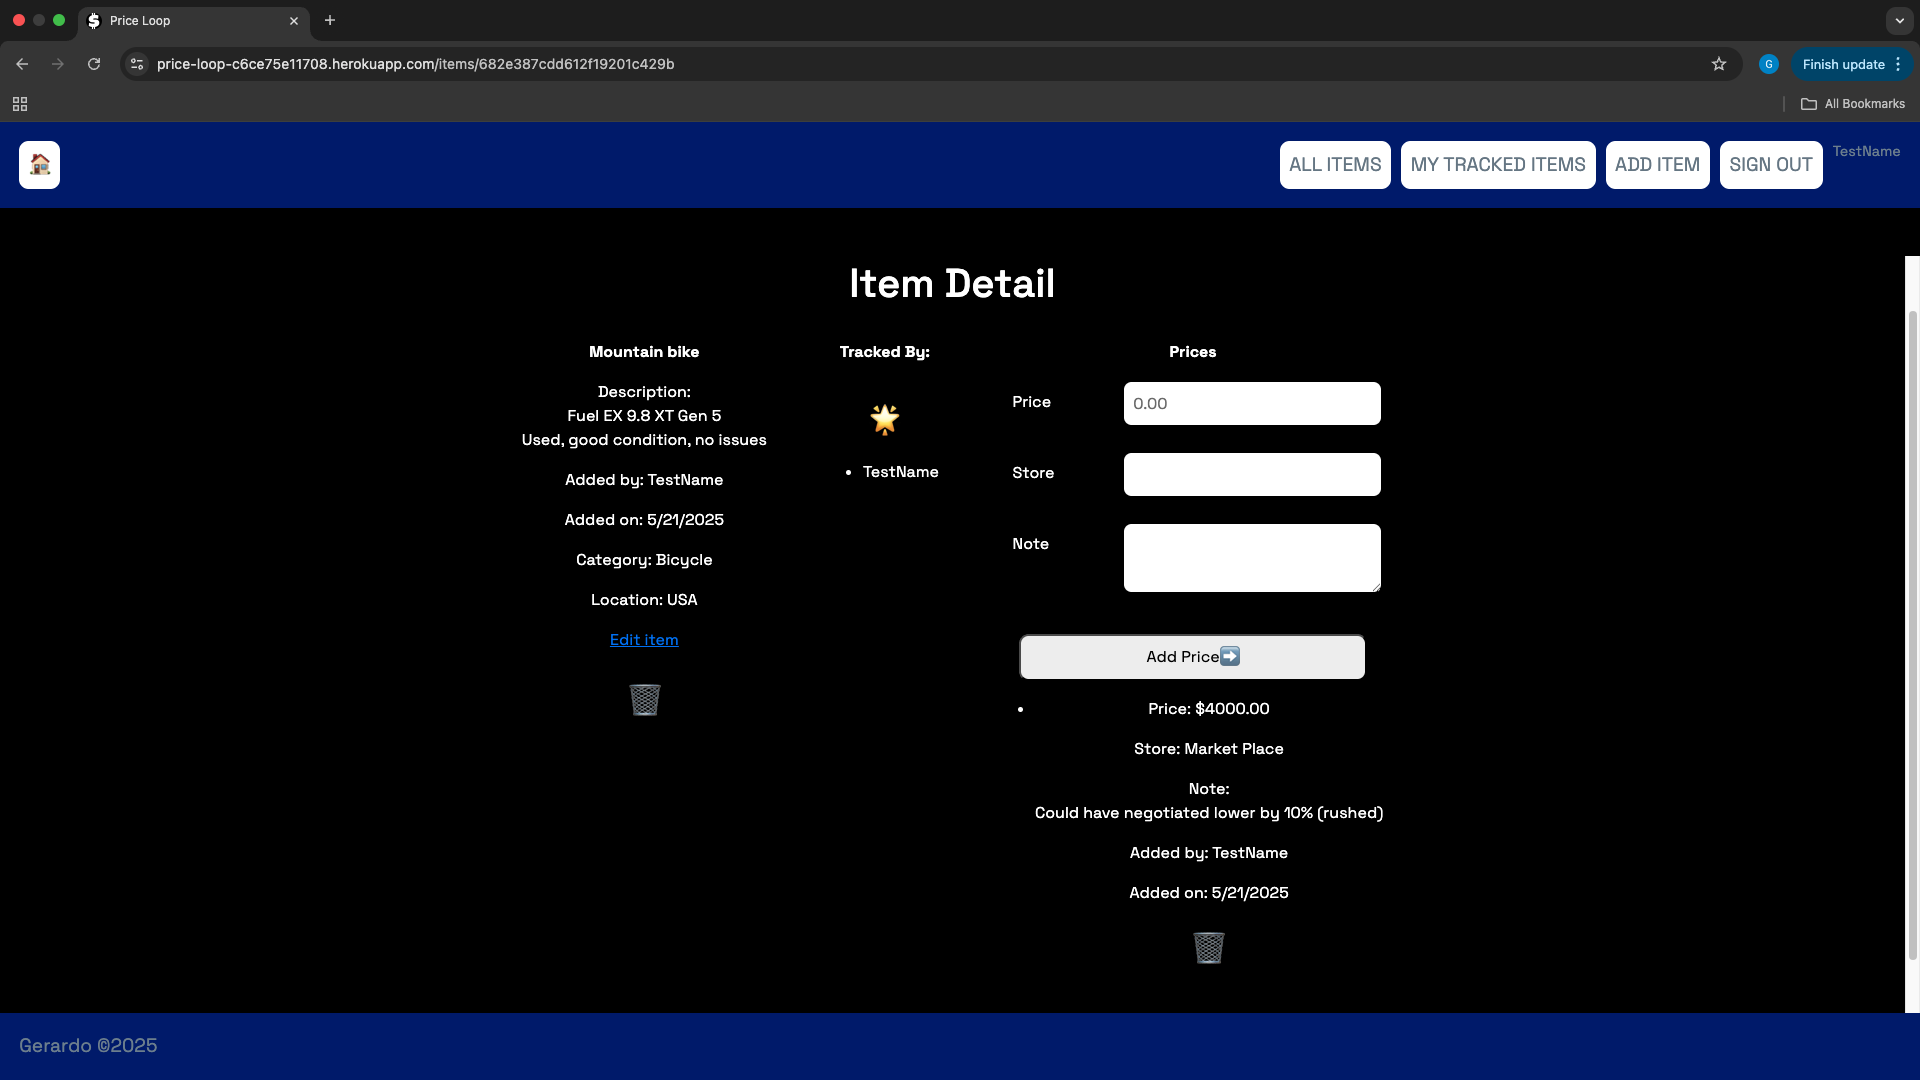 Price Loop
price-loop-c6ce75e11708.herokuapp.com/items/682e387cdd612f19201c429b
G
Finish update
All Bookmarks
ALL ITEMS
MY TRACKED ITEMS
ADD ITEM
SIGN OUT
TestName
Item Detail
Mountain bike
Description:
Fuel EX 9.8 XT Gen 5
Used, good condition, no issues
Added by: TestName
Added on: 5/21/2025
Category: Bicycle
Location: USA
Edit item
Tracked By:
TestName
Prices
Price
0.00
Store
Note
Add Price➡️
Price: $4000.00
Store: Market Place
Note:
Could have negotiated lower by 10% (rushed)
Added by: TestName
Added on: 5/21/2025
Gerardo ©2025